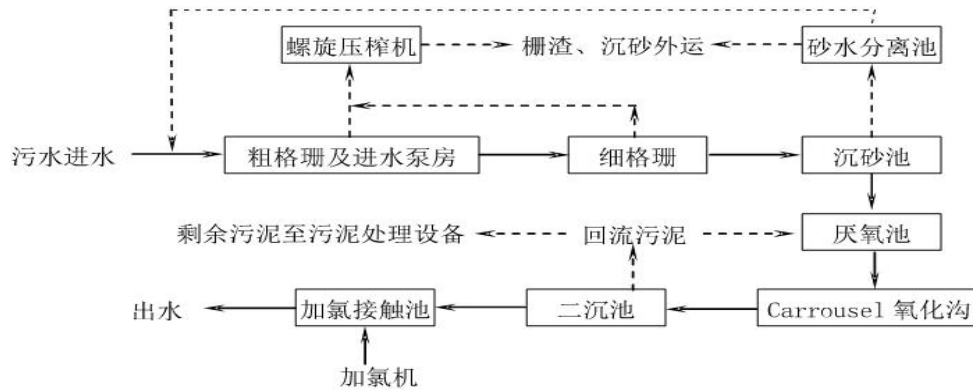 螺旋压榨机
栅渣、沉砂外运
砂水分离池
污水进水
粗格珊及进水泵房
细格珊
沉砂池
剩余污泥至污泥处理设备
回流污泥
厌氧池
出水
加氯接触池
二沉池
Carrousel 氧化沟
加氯机